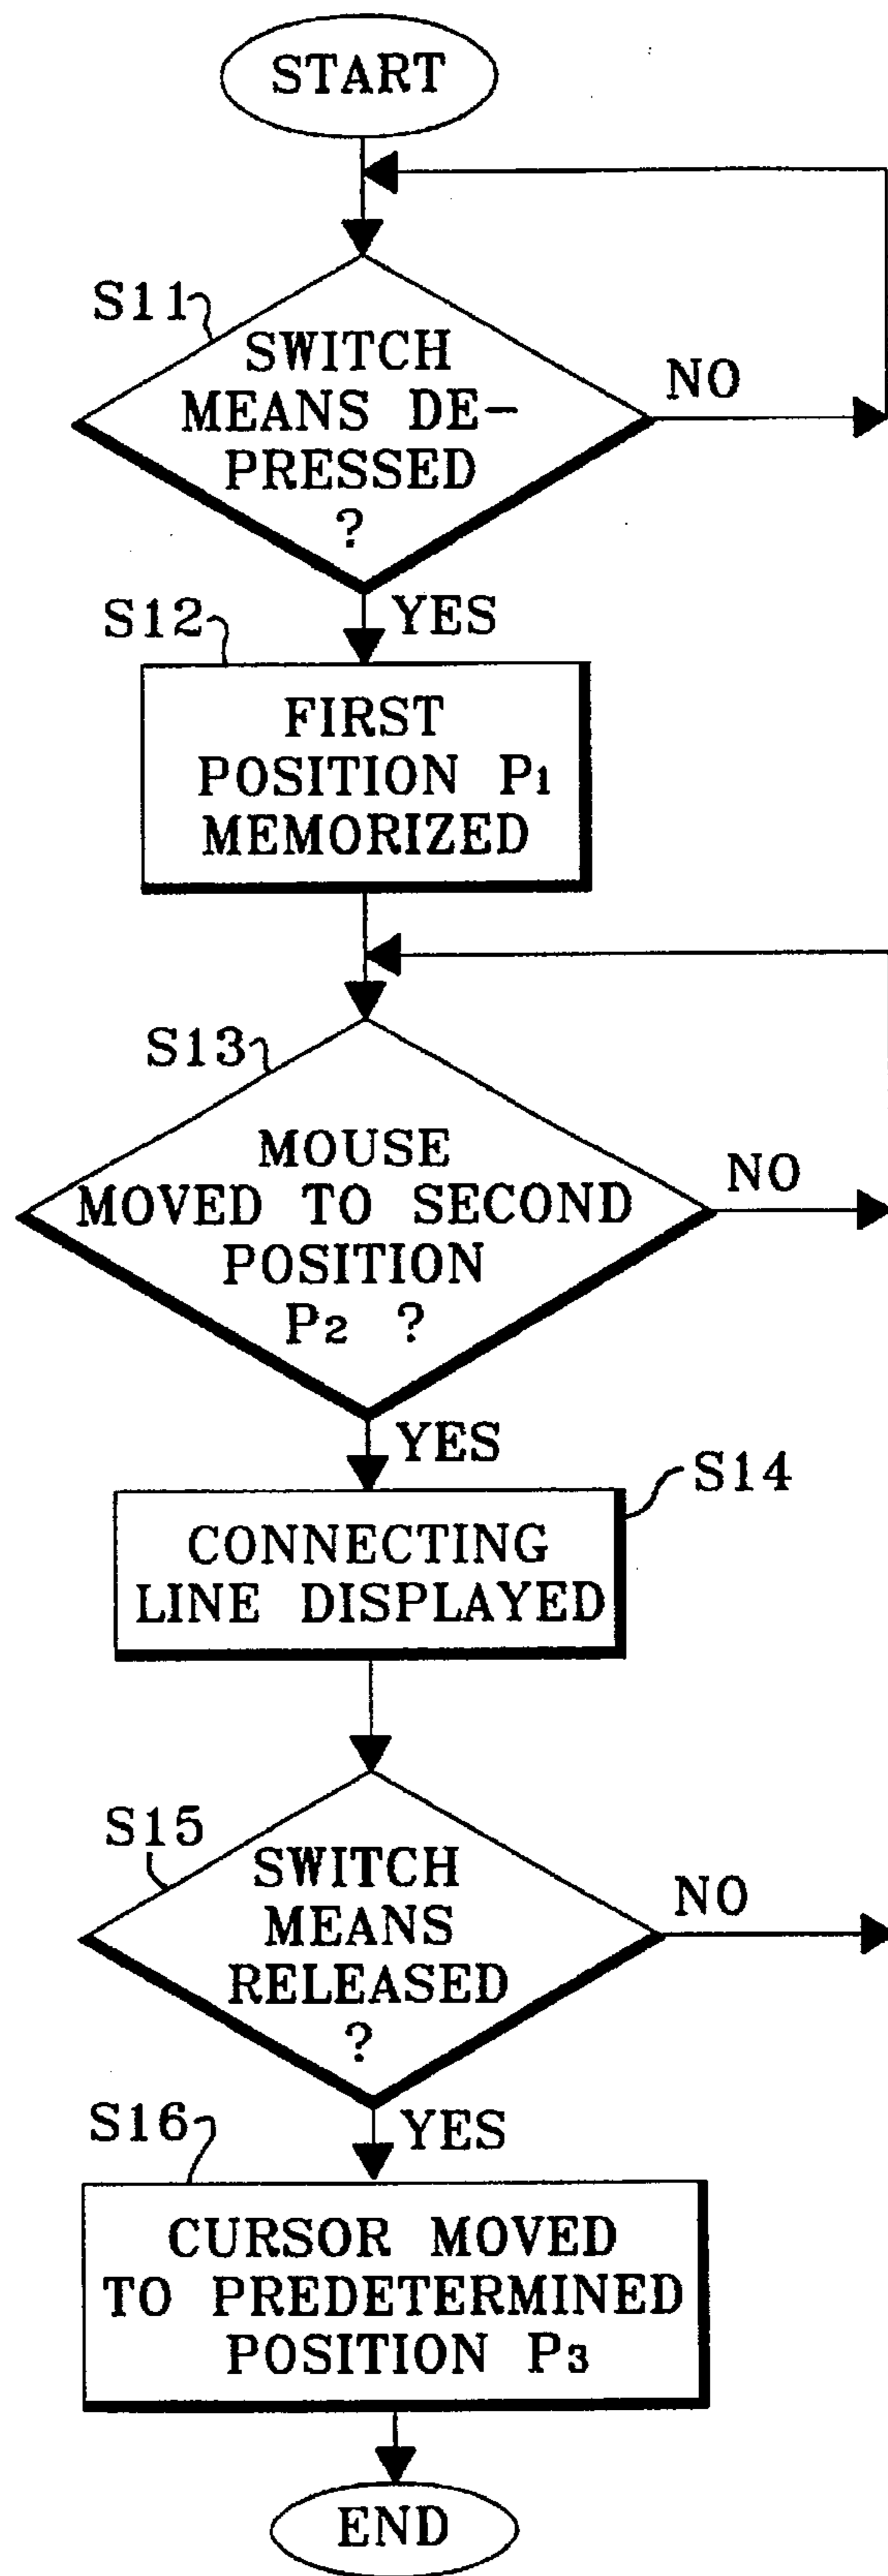 START
S11
SWITCH
MEANS DE-
PRESSED
?
NO
YES
S12
FIRST
POSITION P1
MEMORIZED
S13
MOUSE
MOVED TO SECOND
POSITION
P2 ?
NO
YES
S14
CONNECTING
LINE DISPLAYED
S15
SWITCH
MEANS
RELEASED
?
NO
YES
S16
CURSOR MOVED
TO PREDETERMINED
POSITION P3
END